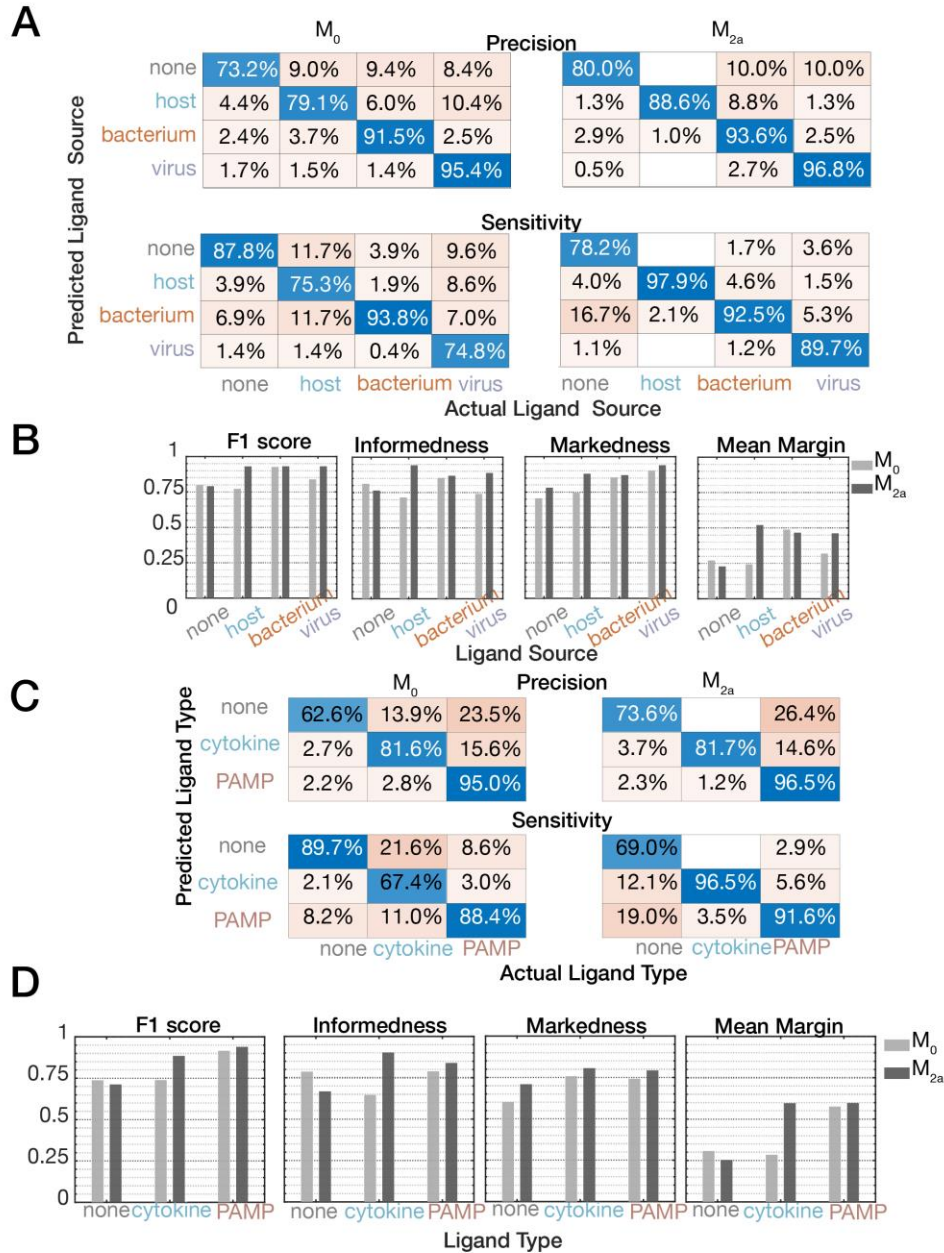 A
M0 Precision M2a
none 73.2% 9.0% 9.4% 8.4% 80.0% 10.0% 10.0%
host 4.4% 79.1% 6.0% 10.4% 1.3% 88.6% 8.8% 1.3%
bacterium 2.4% 3.7% 91.5% 2.5% 2.9% 1.0% 93.6% 2.5%
virus 1.7% 1.5% 1.4% 95.4% 0.5% 2.7% 96.8%
Predicted Ligand Source
Sensitivity
none 87.8% 11.7% 3.9% 9.6% 78.2% 1.7% 3.6%
host 3.9% 75.3% 1.9% 8.6% 4.0% 97.9% 4.6% 1.5%
bacterium 6.9% 11.7% 93.8% 7.0% 16.7% 2.1% 92.5% 5.3%
virus 1.4% 1.4% 0.4% 74.8% 1.1% 1.2% 89.7%
none host bacterium virus none host bacterium virus
Actual Ligand Source
B
F1 score Informedness Markedness Mean Margin
1
0.75
0.25
0
M0
M2a
none host bacterium virus none host bacterium virus none host bacterium virus none host bacterium virus
Ligand Source
C
M0 Precision M2a
none 62.6% 13.9% 23.5% 73.6% 26.4%
cytokine 2.7% 81.6% 15.6% 3.7% 81.7% 14.6%
PAMP 2.2% 2.8% 95.0% 2.3% 1.2% 96.5%
Predicted Ligand Type
Sensitivity
none 89.7% 21.6% 8.6% 69.0% 2.9%
cytokine 2.1% 67.4% 3.0% 12.1% 96.5% 5.6%
PAMP 8.2% 11.0% 88.4% 19.0% 3.5% 91.6%
none cytokine PAMP none cytokine PAMP
Actual Ligand Type
D
F1 score Informedness Markedness Mean Margin
1
0.75
0.5
0.25
0
M0
M2a
none cytokine PAMP none cytokine PAMP none cytokine PAMP none cytokine PAMP
Ligand Type